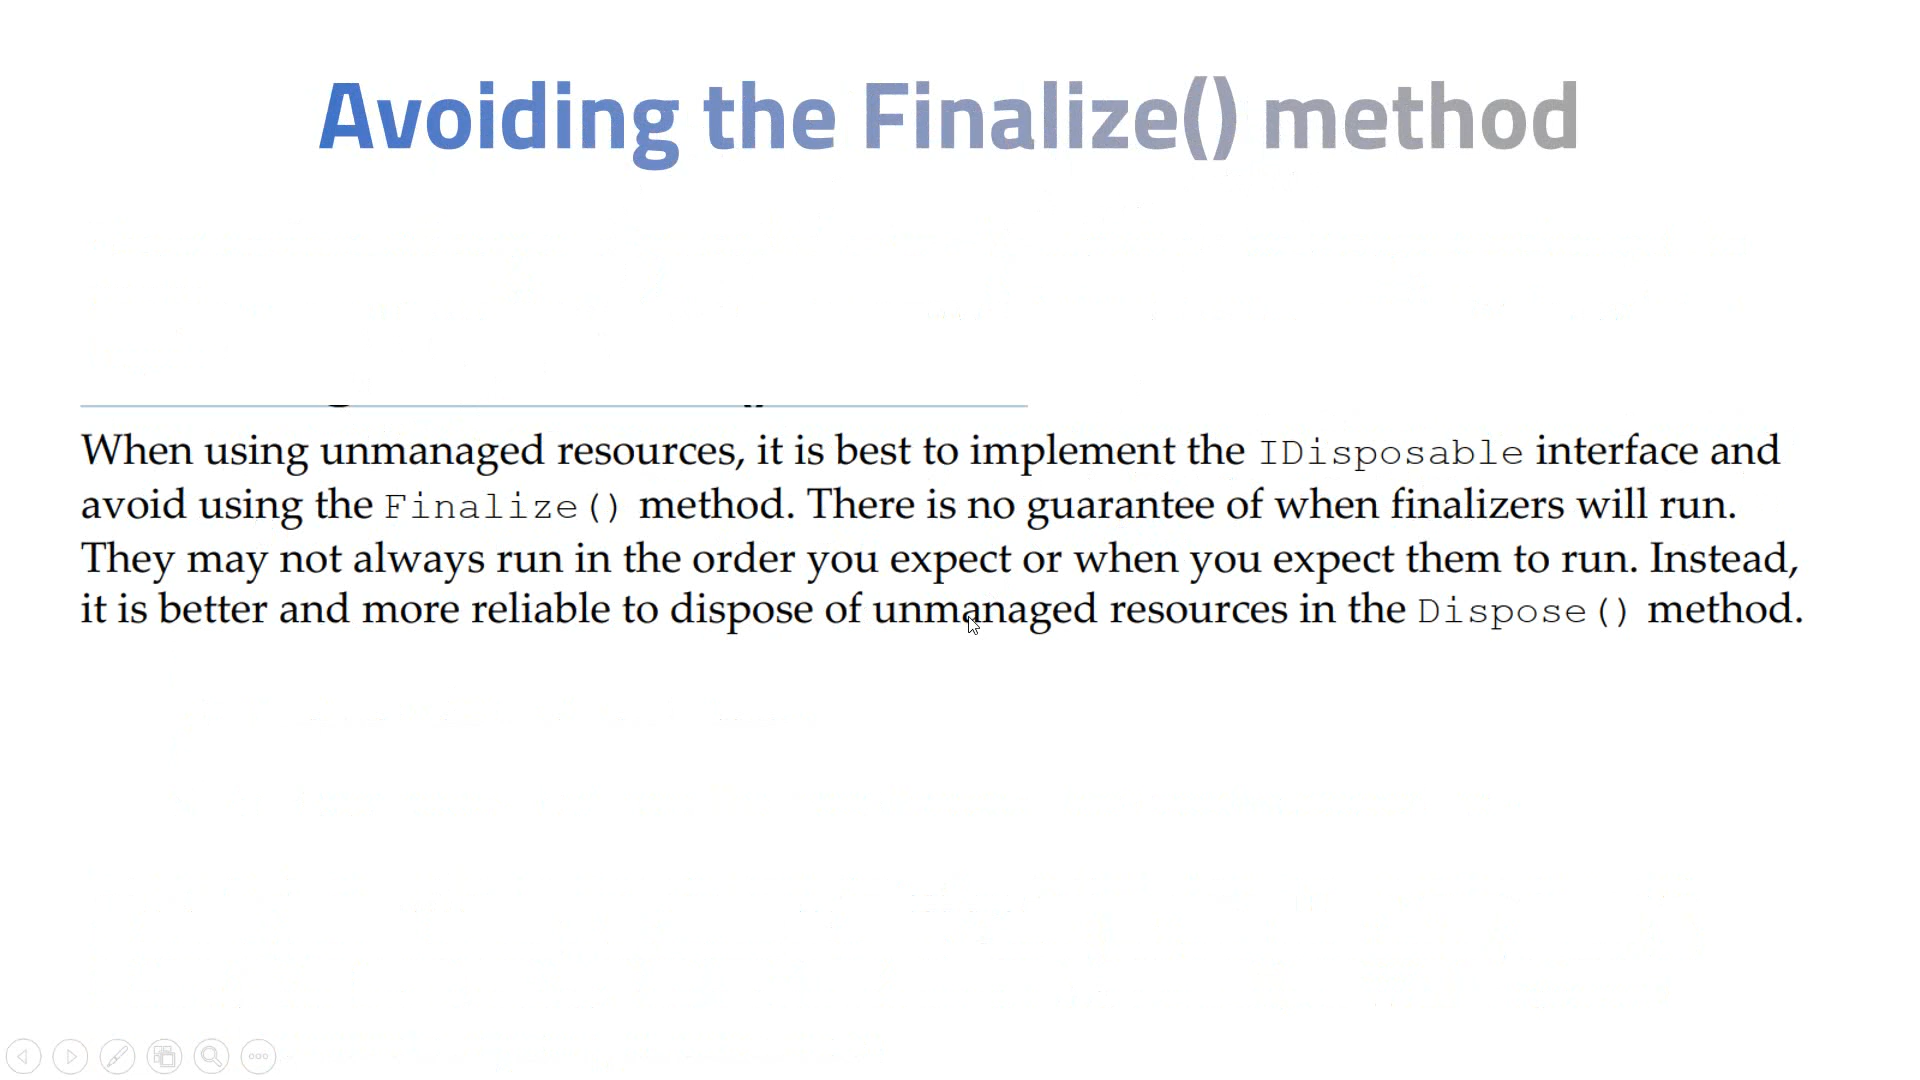 Avoiding the Finalize() method
When using unmanaged resources, it is best to implement the IDisposable interface and
avoid using the Finalize() method. There is no guarantee of when finalizers will run.
They may not always run in the order you expect or when you expect them to run. Instead,
it is better and more reliable to dispose of unmanaged resources in the Dispose() method.